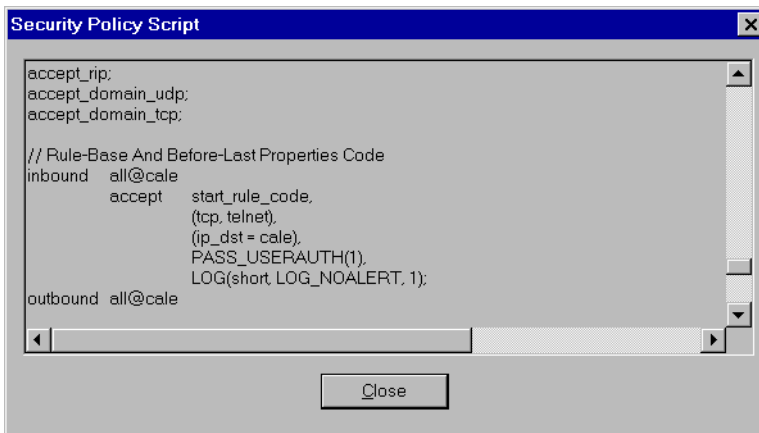 Security Policy Script
accept_rip;
accept_domain_udp;
accept_domain_tcp;
// Rule-Base And Before-Last Properties Code
inbound all@cale
accept start_rule_code,
(tcp, telnet),
(ip_dst = cale),
PASS_USERAUTH(1),
LOG(short, LOG_NOALERT, 1);
outbound all@cale
Close